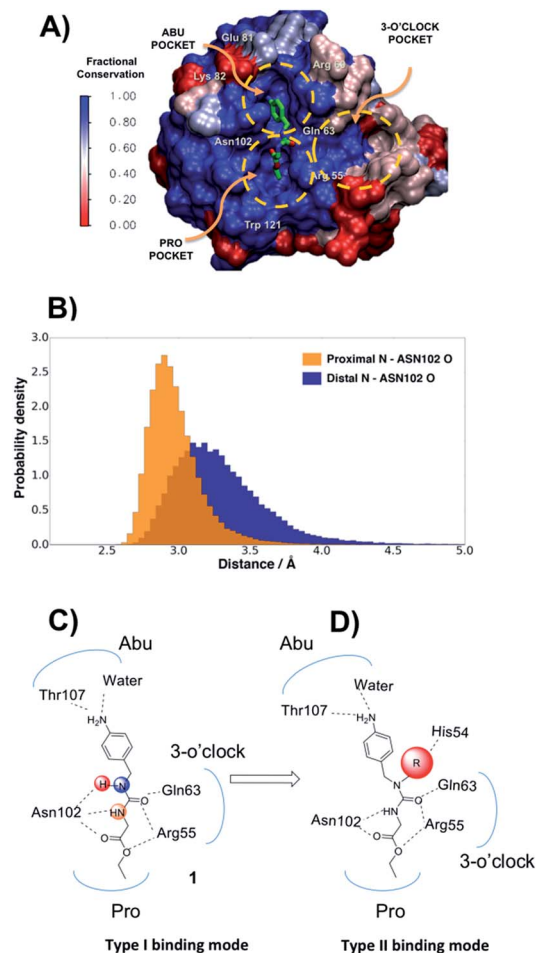 A)
ABU
POCKET
Glu 81
3-O'CLOCK
POCKET
Fractional
Conservation
Lys 82
1.00
0.80
0.60
0.40
0.20
0.00
Asn102
Gln 63
Arg 55
Trp 121
PRO
POCKET
B)
3.0
2.5
2.0
1.5
1.0
0.5
0.0
Probability density
Proximal N - ASN102 O
Distal N - ASN102 O
2.5 3.0 3.5 4.0 4.5 5.0
Distance / Å
C)
Abu
Thr107
Water
H2N
3-o'clock
H
N
Gln63
Asn102
HN
O
Arg55
O
O
1
Pro
Type I binding mode
D)
Abu
Water
Thr107
H2N
His54
R
N
Gln63
HN
O
Asn102
Arg55
O
O
3-o'clock
Pro
Type II binding mode